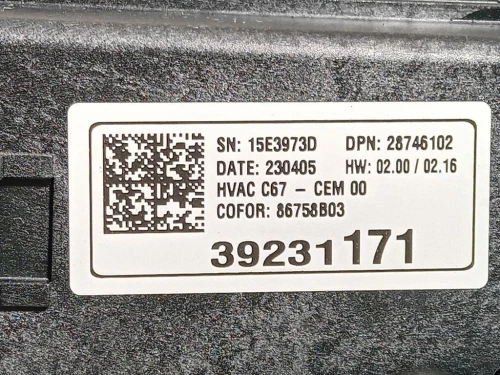 SN: 15E3973D DPN: 28746102
DATE: 230405 HW: 02.00 / 02.16
HVAC C67 - CEM 00
COFOR: 86758B03
39231171